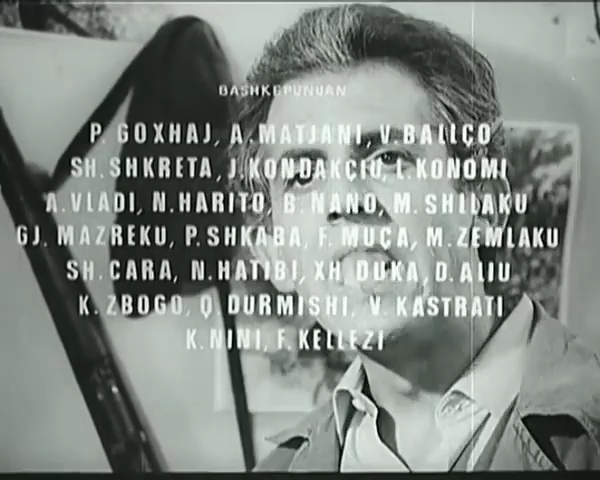 BASHKEPUNUAN
P. GOXHAJ, A. MATJANI, V. BALLÇO
SH. SHKRETA, J. KONDAKÇIU, L. KONOMI
A. VLADI, N. HARITO, B. NANO, M. SHLLAKU
GJ. MAZREKU, P. SHKABA, F. MUÇA, M. ZEMLAKU
SH. CARA, N. HATIBI, XH. DUKA, D. ALIU
K. ZBOGO, Q. DURMISHI, V. KASTRATI
K. NINI, F. KELLEZI